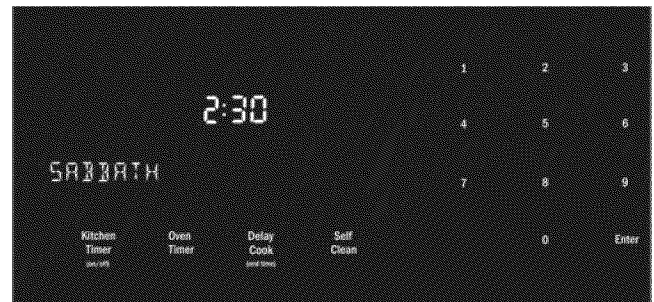 1 2 3
2:30
4 5 6
SABBATH
7 8 9
Kitchen Timer (on/off)
Oven Timer
Delay Cook (end time)
Self Clean
0 Enter